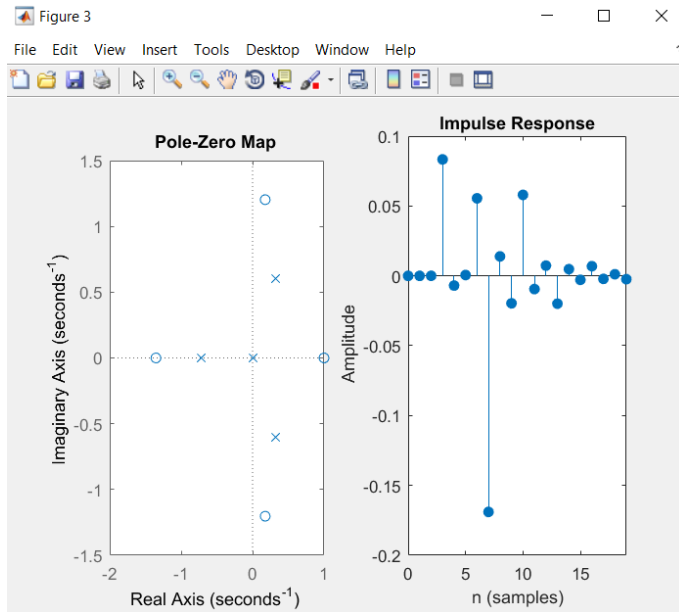 Figure 3
File Edit View Insert Tools Desktop Window Help
Pole-Zero Map
1.5
1
0.5
0
-0.5
-1
-1.5
Imaginary Axis (seconds-1)
-2 -1 0 1
Real Axis (seconds-1)
Impulse Response
0.1
0.05
0
-0.05
-0.1
-0.15
-0.2
Amplitude
0 5 10 15
n (samples)